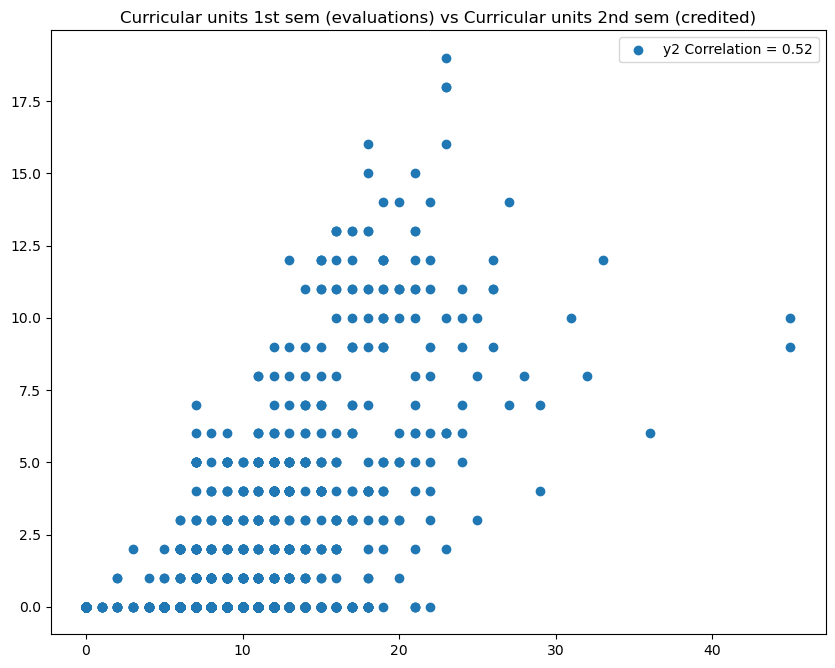 Curricular units 1st sem (evaluations) vs Curricular units 2nd sem (credited)
y2 Correlation = 0.52
17.5
15.0
12.5
10.0
7.5
5.0
2.5
0.0
0 10 20 30 40